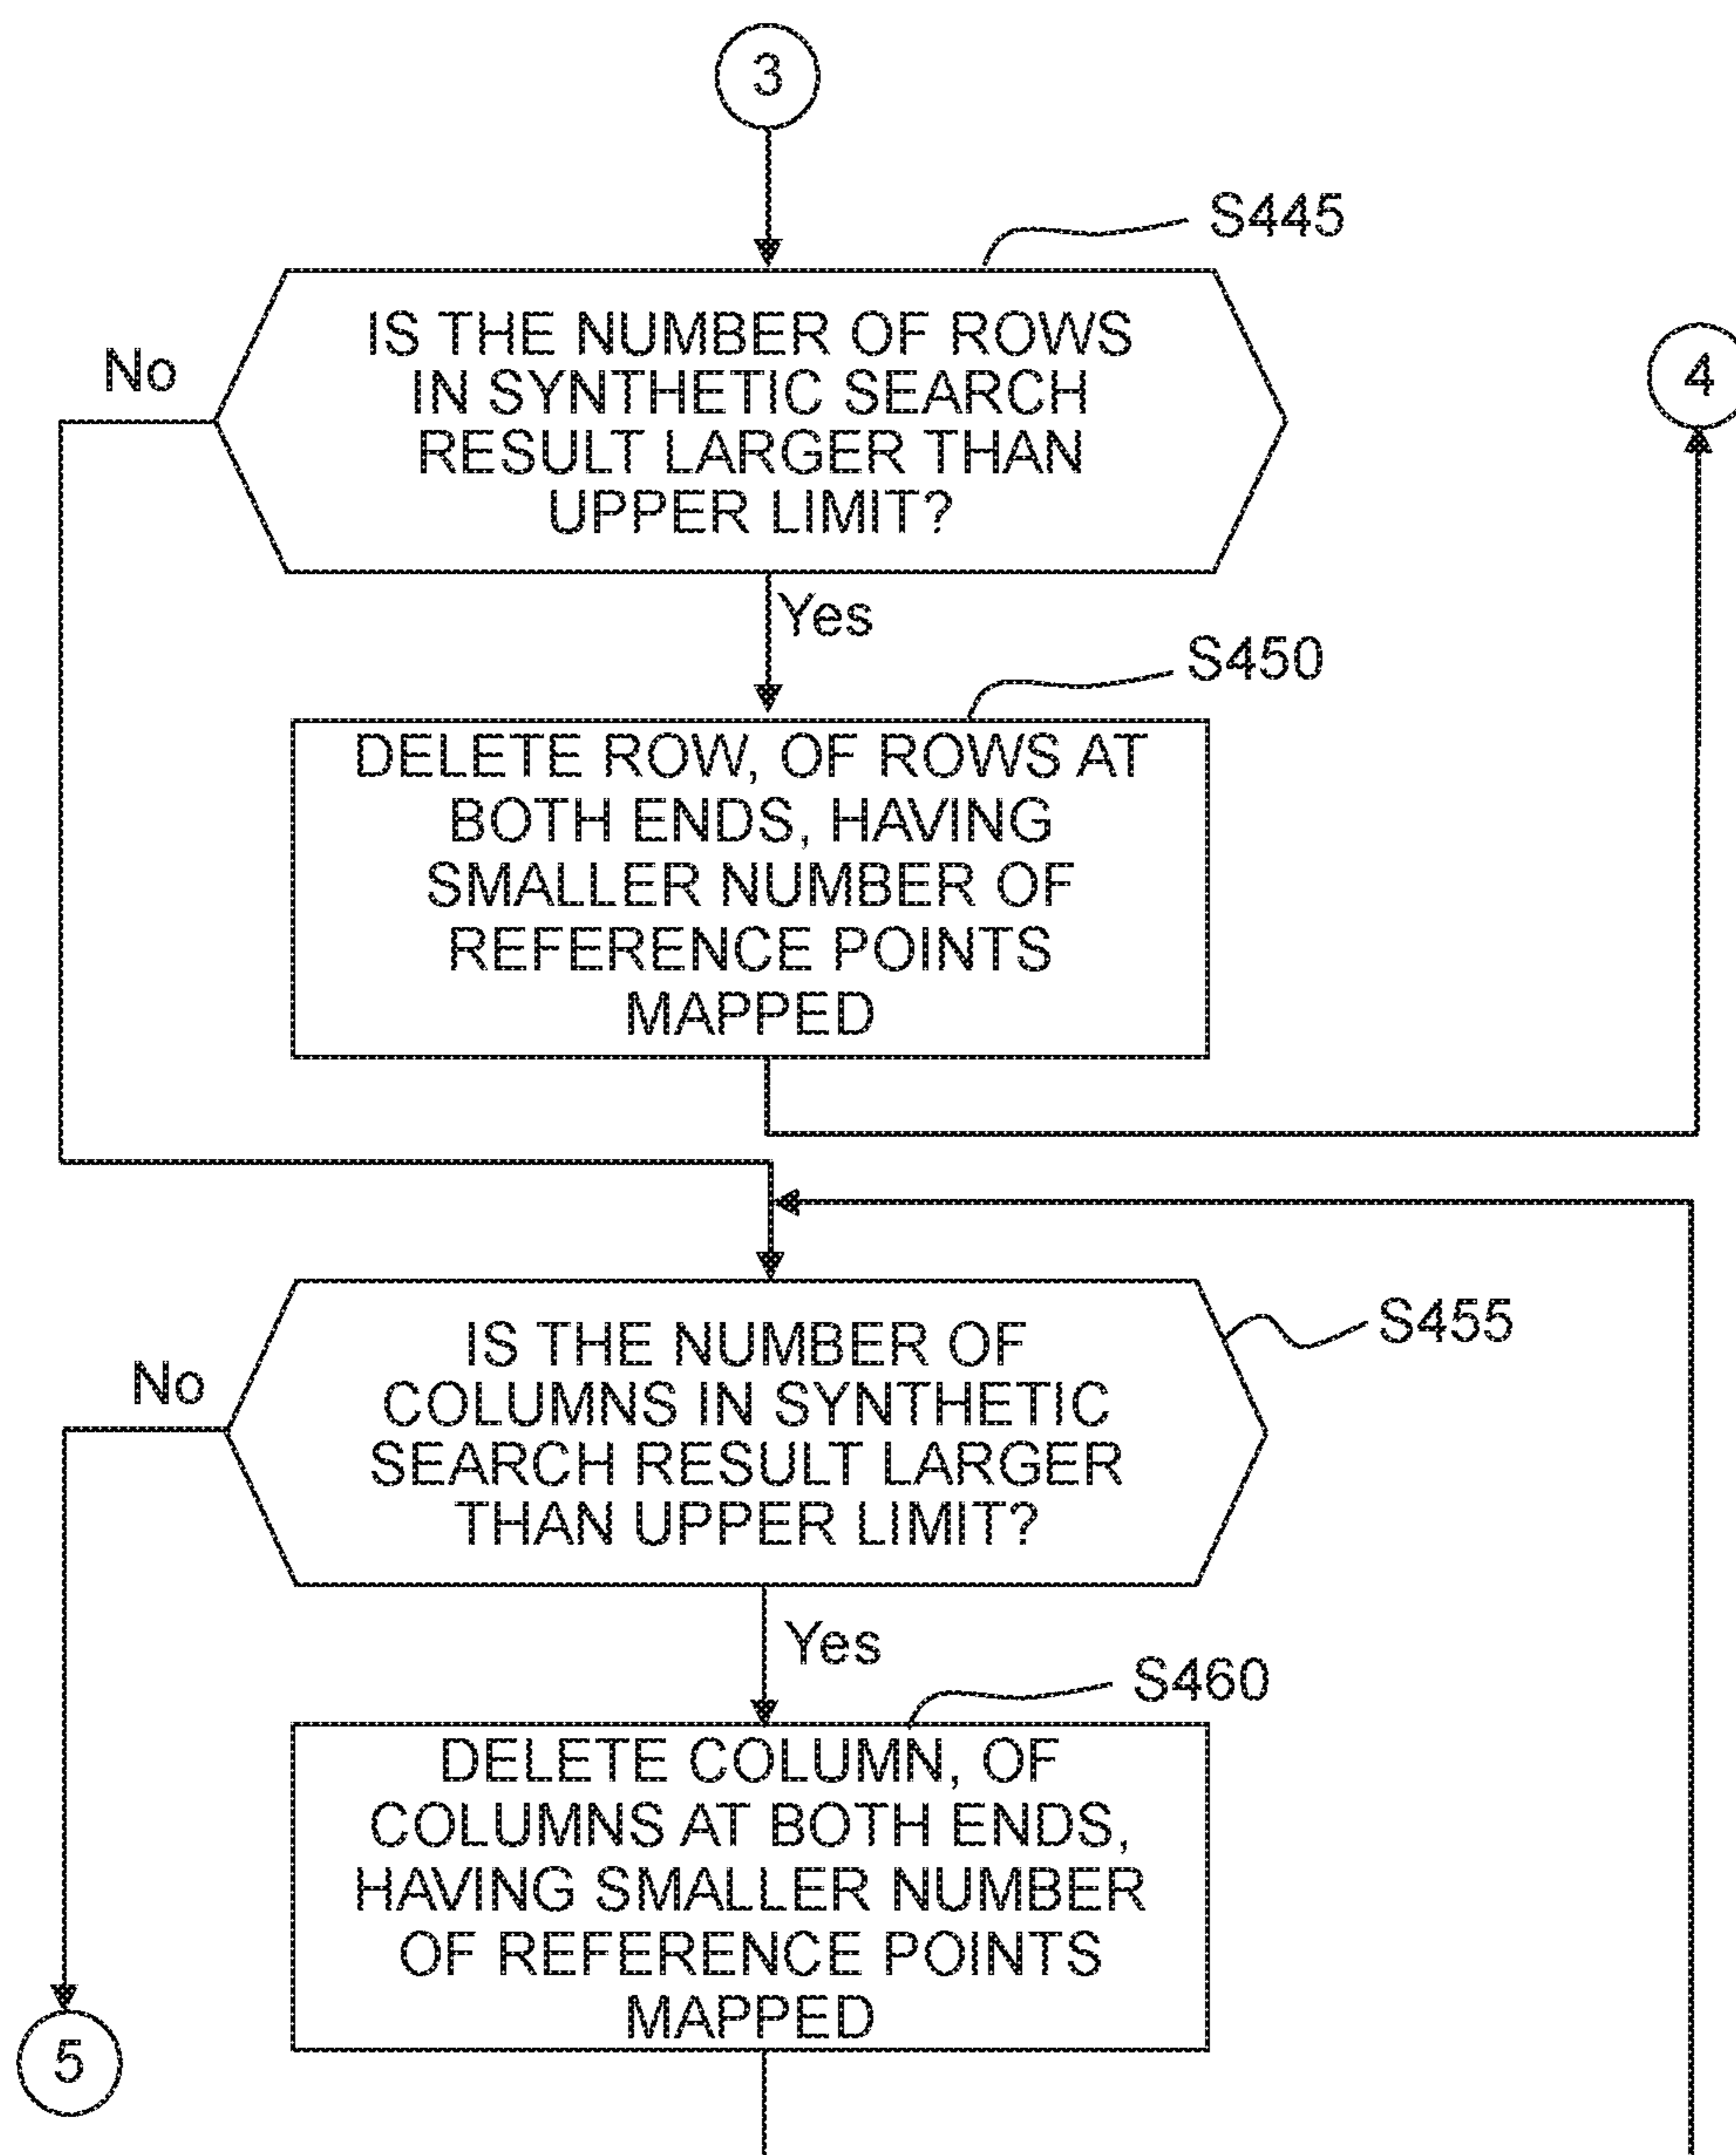 3
S445
IS THE NUMBER OF ROWS
IN SYNTHETIC SEARCH
RESULT LARGER THAN
UPPER LIMIT?
No
4
Yes
S450
DELETE ROW, OF ROWS AT
BOTH ENDS, HAVING
SMALLER NUMBER OF
REFERENCE POINTS
MAPPED
S455
IS THE NUMBER OF
COLUMNS IN SYNTHETIC
SEARCH RESULT LARGER
THAN UPPER LIMIT?
No
Yes
S460
DELETE COLUMN, OF
COLUMNS AT BOTH ENDS,
HAVING SMALLER NUMBER
OF REFERENCE POINTS
MAPPED
5